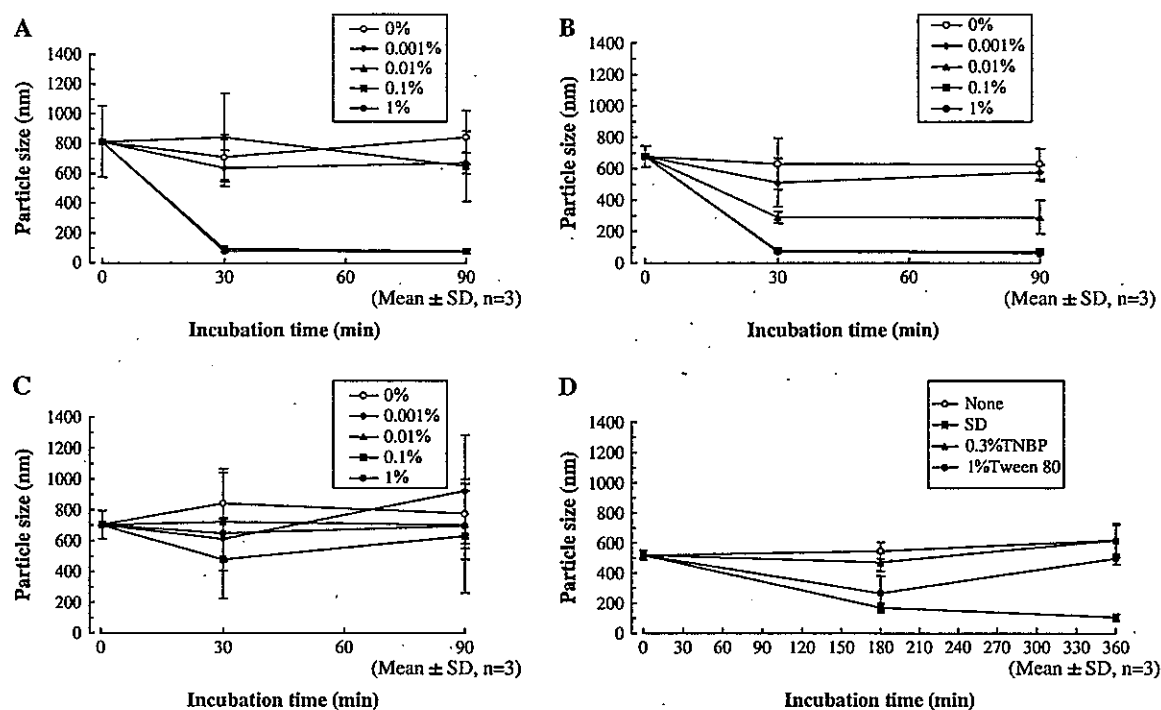 A
0%
0.001%
0.01%
0.1%
1%
1400
1200
1000
800
600
400
200
0
Particle size (nm)
0 30 60 90
(Mean ± SD, n=3)
Incubation time (min)
B
0%
0.001%
0.01%
0.1%
1%
1400
1200
1000
800
600
400
200
0
Particle size (nm)
0 30 60 90
(Mean ± SD, n=3)
Incubation time (min)
C
0%
0.001%
0.01%
0.1%
1%
1400
1200
1000
800
600
400
200
0
Particle size (nm)
0 30 60 90
(Mean ± SD, n=3)
Incubation time (min)
D
None
SD
0.3%TNBP
1%Tween 80
1400
1200
1000
800
600
400
200
0
Particle size (nm)
0 30 60 90 120 150 180 210 240 270 300 330 360
(Mean ± SD, n=3)
Incubation time (min)